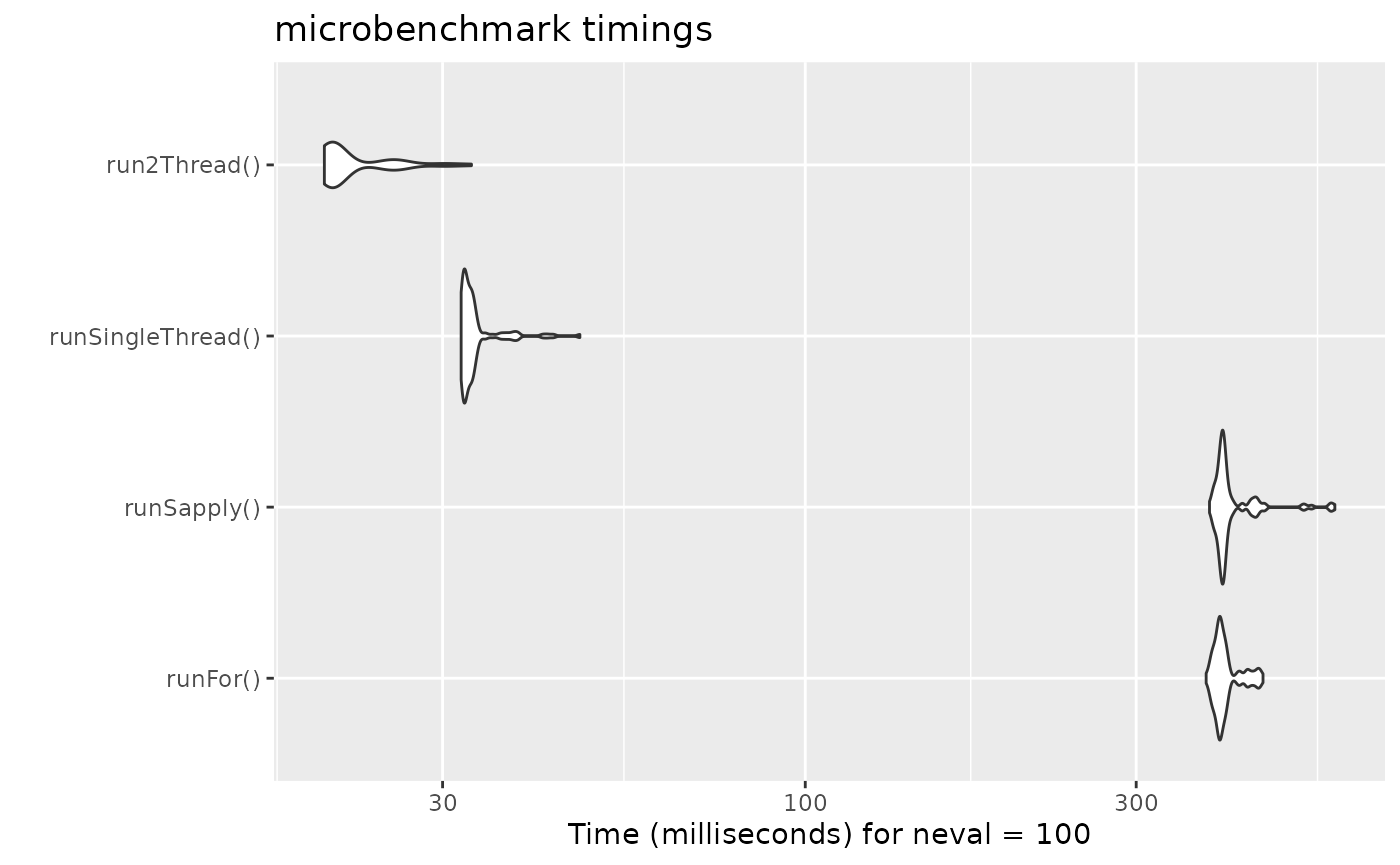 microbenchmark timings
run2Thread()
runSingleThread()
runSapply()
runFor()
30 100 300
Time (milliseconds) for neval = 100